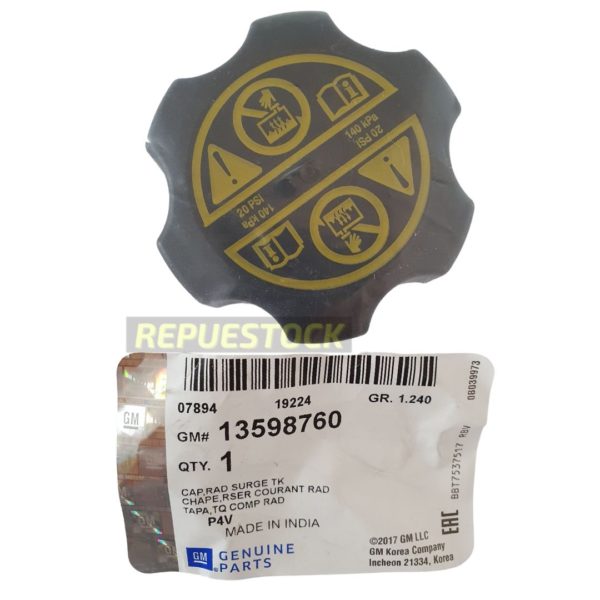 140 kPa
20 PSI
20 PSI
140 kPa
REPUESTOCK
07894 19224 GR. 1.240
GM# 13598760
QTY. 1
CAP,RAD SURGE TK
CHAPE,RSER COURANT RAD
TAPA,TQ COMP RAD
P4V
MADE IN INDIA
GM
GM GENUINE
PARTS
©2017 GM LLC
GM Korea Company
Incheon 21334, Korea
EAC
BBT7537517 RBV
0B039973